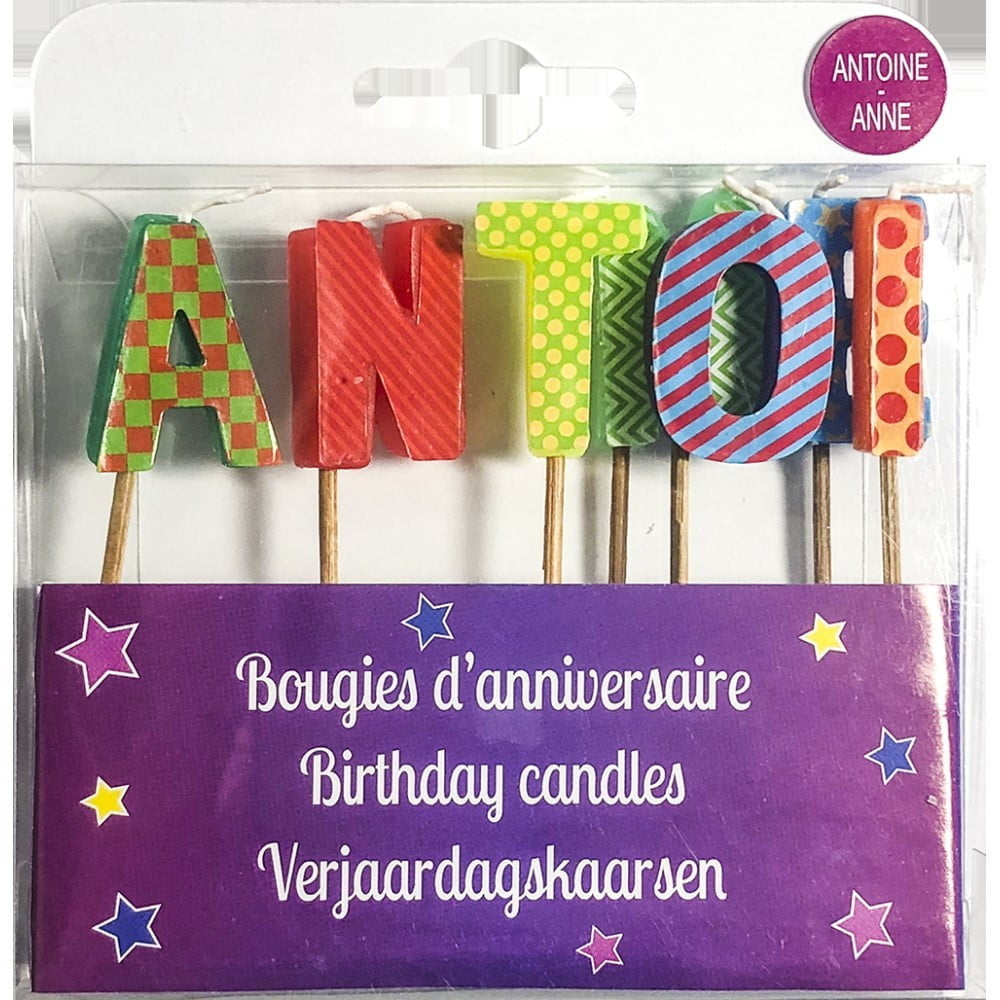 ANTOINE
-
ANNE
ANTOI
Bougies d'anniversaire
Birthday candles
Verjaardagskaarsen